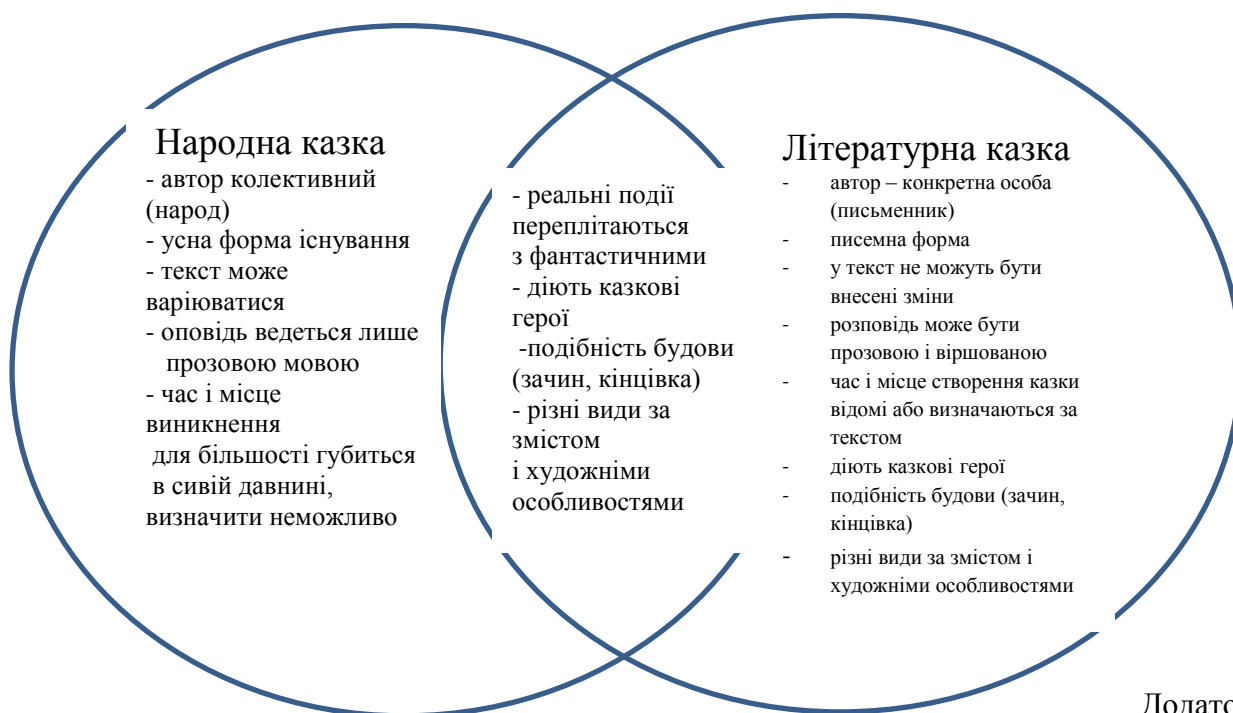 Народна казка
- автор колективний
(народ)
- усна форма існування
- текст може
варіюватися
- оповідь ведеться лише
прозовою мовою
- час і місце
виникнення
для більшості губиться
в сивій давнині,
визначити неможливо
- реальні події
переплітаються
з фантастичними
- діють казкові
герої
-подібність будови
(зачин, кінцівка)
- різні види за
змістом
і художніми
особливостями
Літературна казка
- автор – конкретна особа
(письменник)
- писемна форма
- у текст не можуть бути
внесені зміни
- розповідь може бути
прозовою і віршованою
- час і місце створення казки
відомі або визначаються за
текстом
- діють казкові герої
- подібність будови (зачин,
кінцівка)
- різні види за змістом і
художніми особливостями